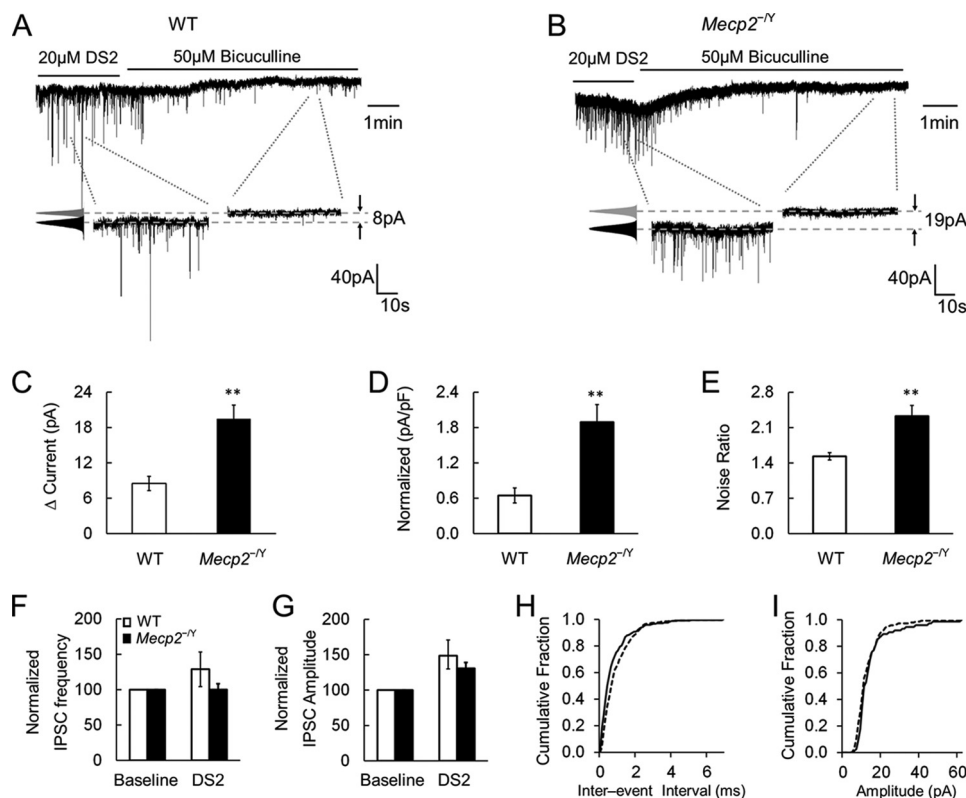 A WT
20μM DS2 50μM Bicuculline
1min
8pA
40pA
10s
B Mecp2⁻/Y
20μM DS2 50μM Bicuculline
1min
19pA
40pA
10s
C
Δ Current (pA)
24
18
12
6
0
**
WT Mecp2⁻/Y
D
Normalized (pA/pF)
2.4
1.8
1.2
0.6
0.0
**
WT Mecp2⁻/Y
E
Noise Ratio
2.8
2.1
1.4
0.7
0.0
**
WT Mecp2⁻/Y
F
Normalized
IPSC frequency
200
150
100
50
0
WT
Mecp2⁻/Y
Baseline DS2
G
Normalized
IPSC Amplitude
200
150
100
50
0
Baseline DS2
H
Cumulative Fraction
1.0
0.8
0.6
0.4
0.2
0.0
0 2 4 6
Inter–event Interval (ms)
I
Cumulative Fraction
1.0
0.8
0.6
0.4
0.2
0.0
0 20 40 60
Amplitude (pA)